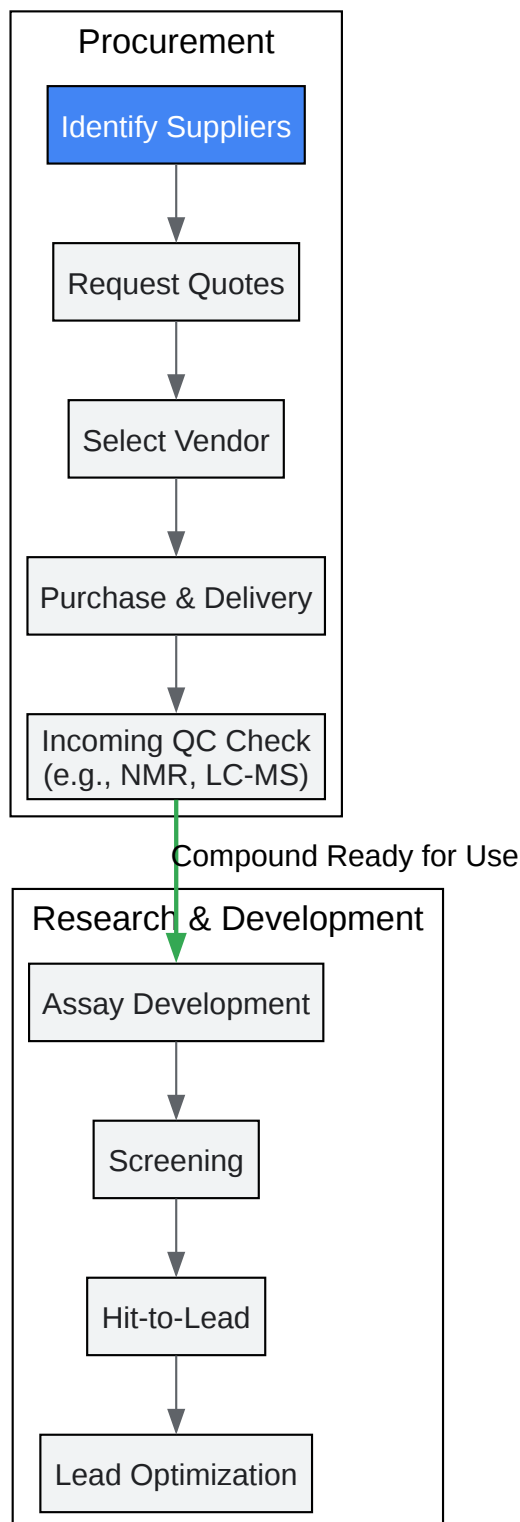 Procurement
Identify Suppliers
Request Quotes
Select Vendor
Purchase & Delivery
Incoming QC Check
(e.g., NMR, LC-MS)
Compound Ready for Use
Research & Development
Assay Development
Screening
Hit-to-Lead
Lead Optimization